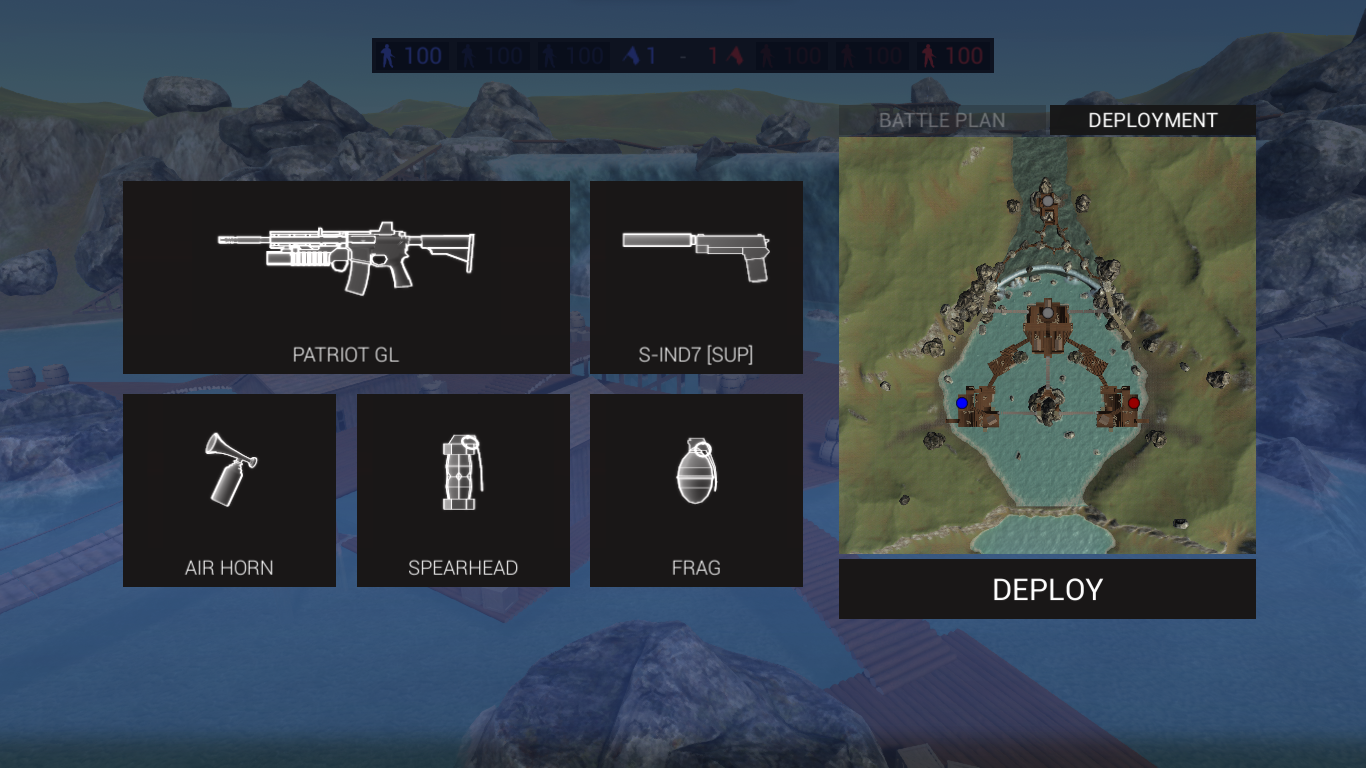 100 100 100 1 - 1 100 100 100
BATTLE PLAN DEPLOYMENT
PATRIOT GL S-IND7 [SUP]
AIR HORN SPEARHEAD FRAG
DEPLOY